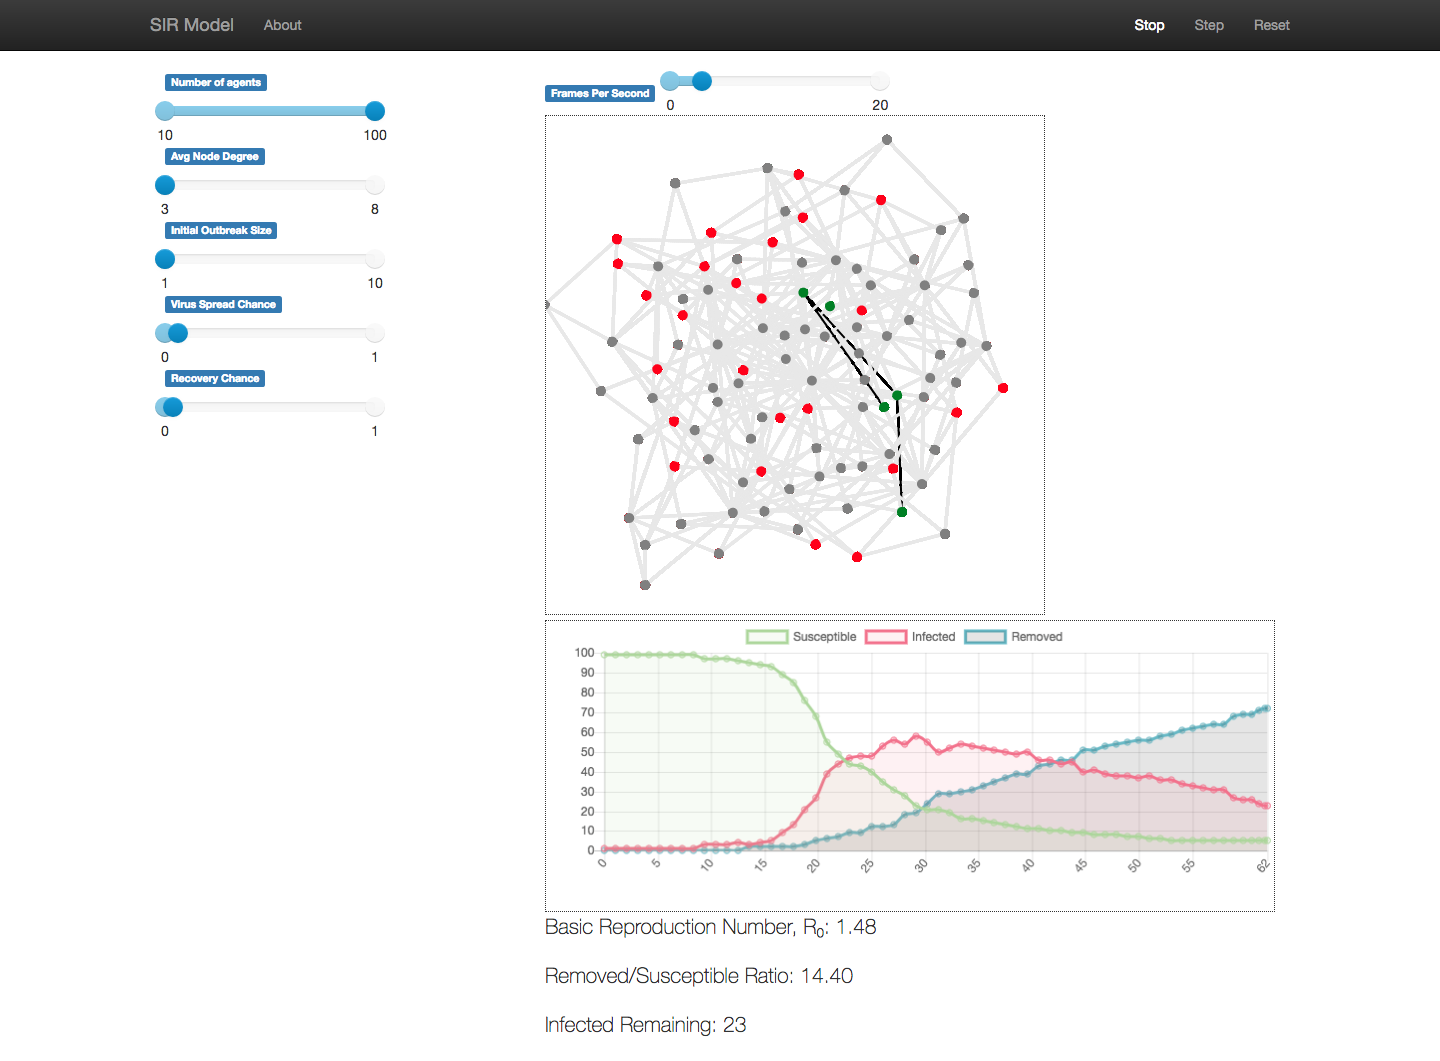 SIR Model About Stop Step Reset
Number of agents
10 100
Avg Node Degree
3 8
Initial Outbreak Size
1 10
Virus Spread Chance
0 1
Recovery Chance
0 1
Frames Per Second
0 20
Susceptible Infected Removed
100
90
80
70
60
50
40
30
20
10
0
0 5 10 15 20 25 30 35 40 45 50 55 62
Basic Reproduction Number, R₀: 1.48
Removed/Susceptible Ratio: 14.40
Infected Remaining: 23